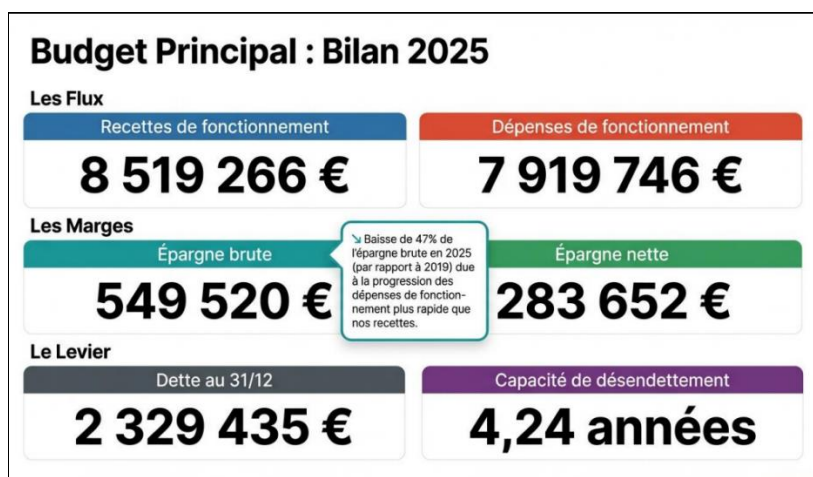 Budget Principal : Bilan 2025
Les Flux
Recettes de fonctionnement
8 519 266 €
Dépenses de fonctionnement
7 919 746 €
Les Marges
Épargne brute
549 520 €
↘ Baisse de 47% de
l'épargne brute en 2025
(par rapport à 2019) due
à la progression des
dépenses de fonction-
nement plus rapide que
nos recettes.
Épargne nette
283 652 €
Le Levier
Dette au 31/12
2 329 435 €
Capacité de désendettement
4,24 années